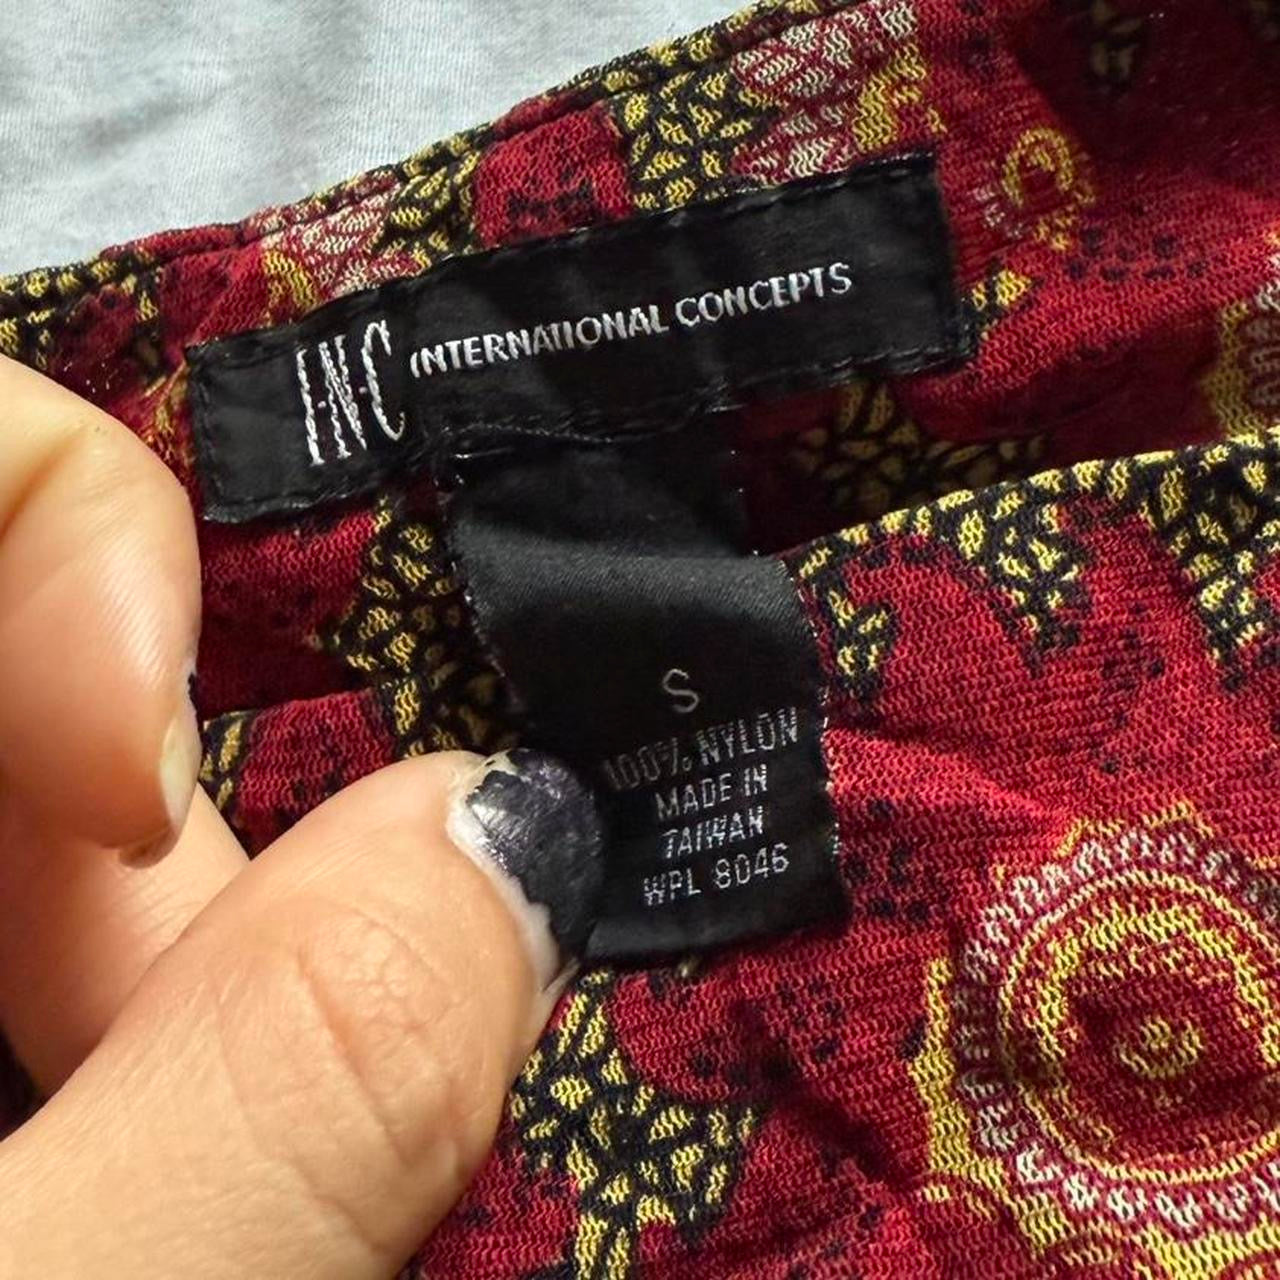 I·N·C INTERNATIONAL CONCEPTS
S
100% NYLON
MADE IN
TAIWAN
WPL 8046